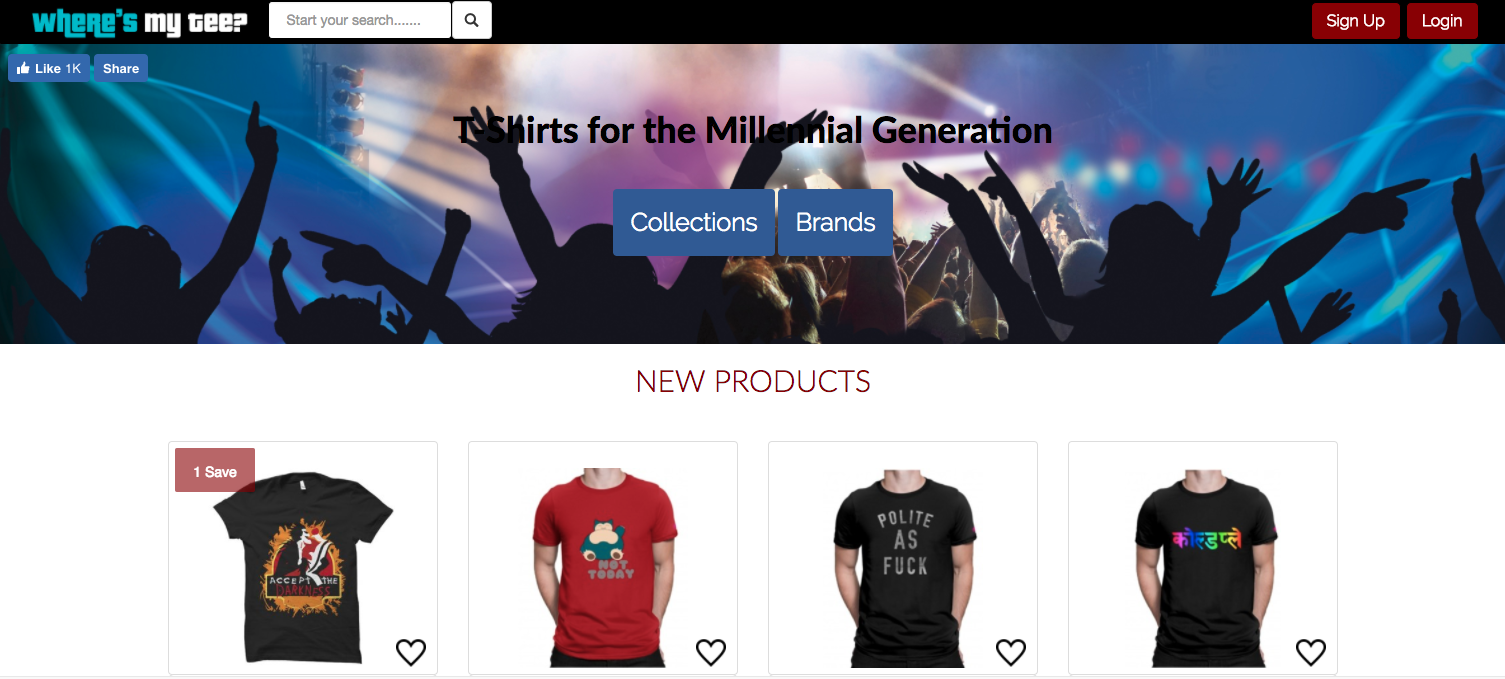 WHERE'S MY TEE?
Start your search.......
Sign Up
Login
Like 1K
Share
T-Shirts for the Millennial Generation
Collections
Brands
NEW PRODUCTS
1 Save
ACCEPT THE
DARKNESS
NOT
TODAY
POLITE
AS
FUCK
कोल्डप्ले